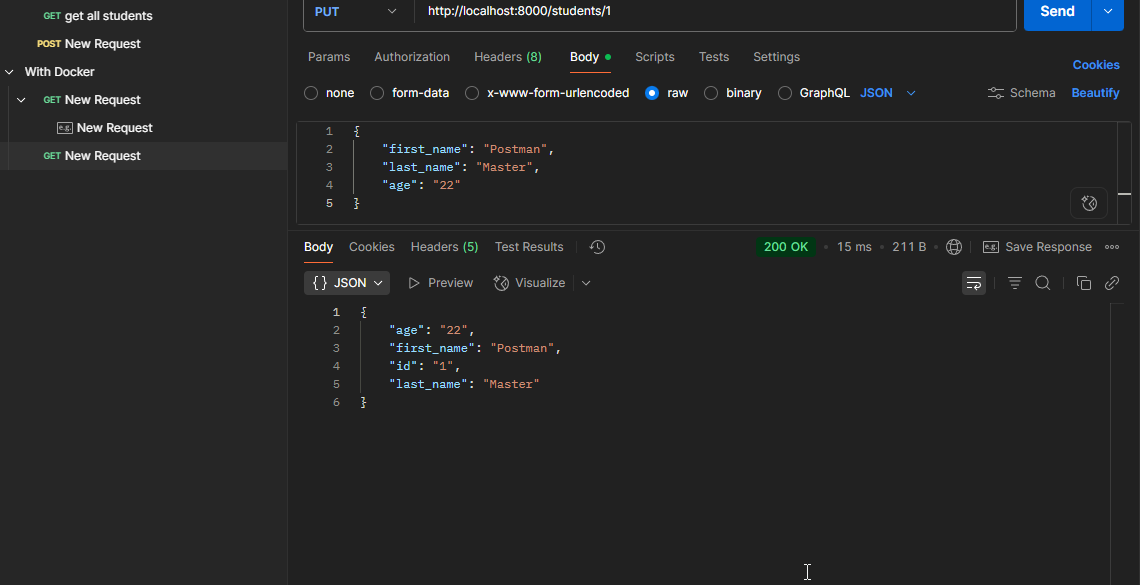 GET get all students
POST New Request
With Docker
GET New Request
e.g. New Request
GET New Request
PUT http://localhost:8000/students/1 Send
Params Authorization Headers (8) Body Scripts Tests Settings
Cookies
none form-data x-www-form-urlencoded raw binary GraphQL JSON Schema Beautify
1 {
2 "first_name": "Postman",
3 "last_name": "Master",
4 "age": "22"
5 }
Body Cookies Headers (5) Test Results 200 OK 15 ms 211 B e.g. Save Response
{} JSON Preview Visualize
1 {
2 "age": "22",
3 "first_name": "Postman",
4 "id": "1",
5 "last_name": "Master"
6 }